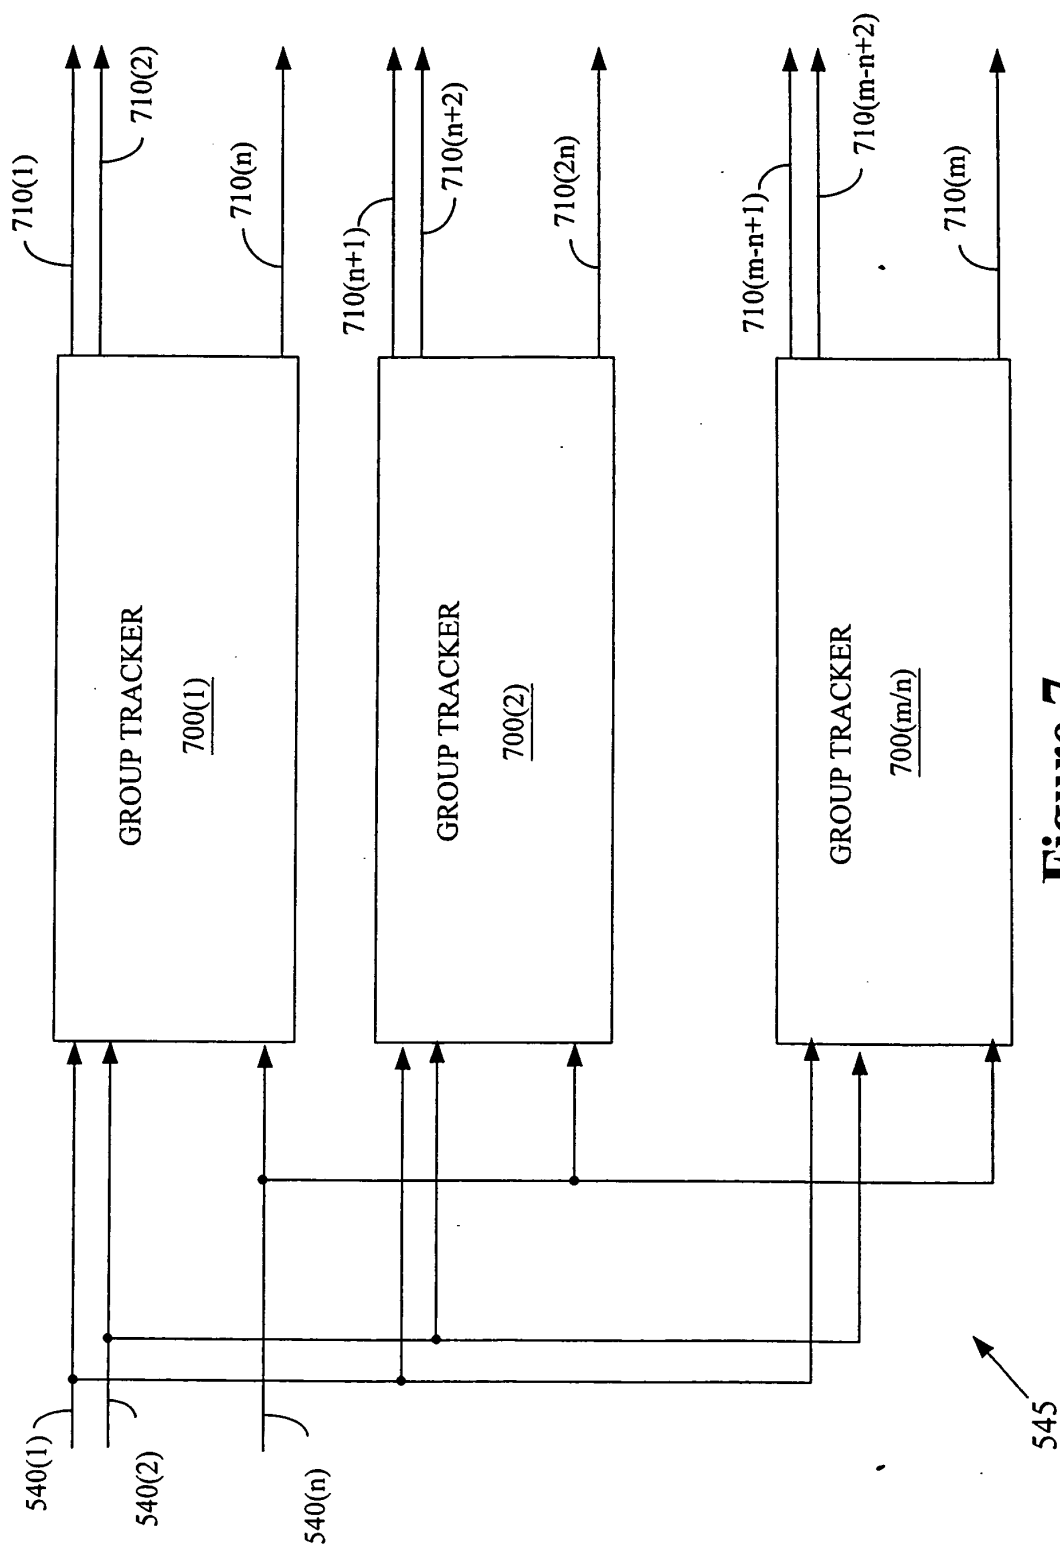 710(1)
710(2)
710(n)
710(n+1)
710(n+2)
710(2n)
710(m-n+1)
710(m-n+2)
710(m)
GROUP TRACKER
700(1)
GROUP TRACKER
700(2)
GROUP TRACKER
700(m/n)
540(1)
540(2)
540(n)
545
Figure 7